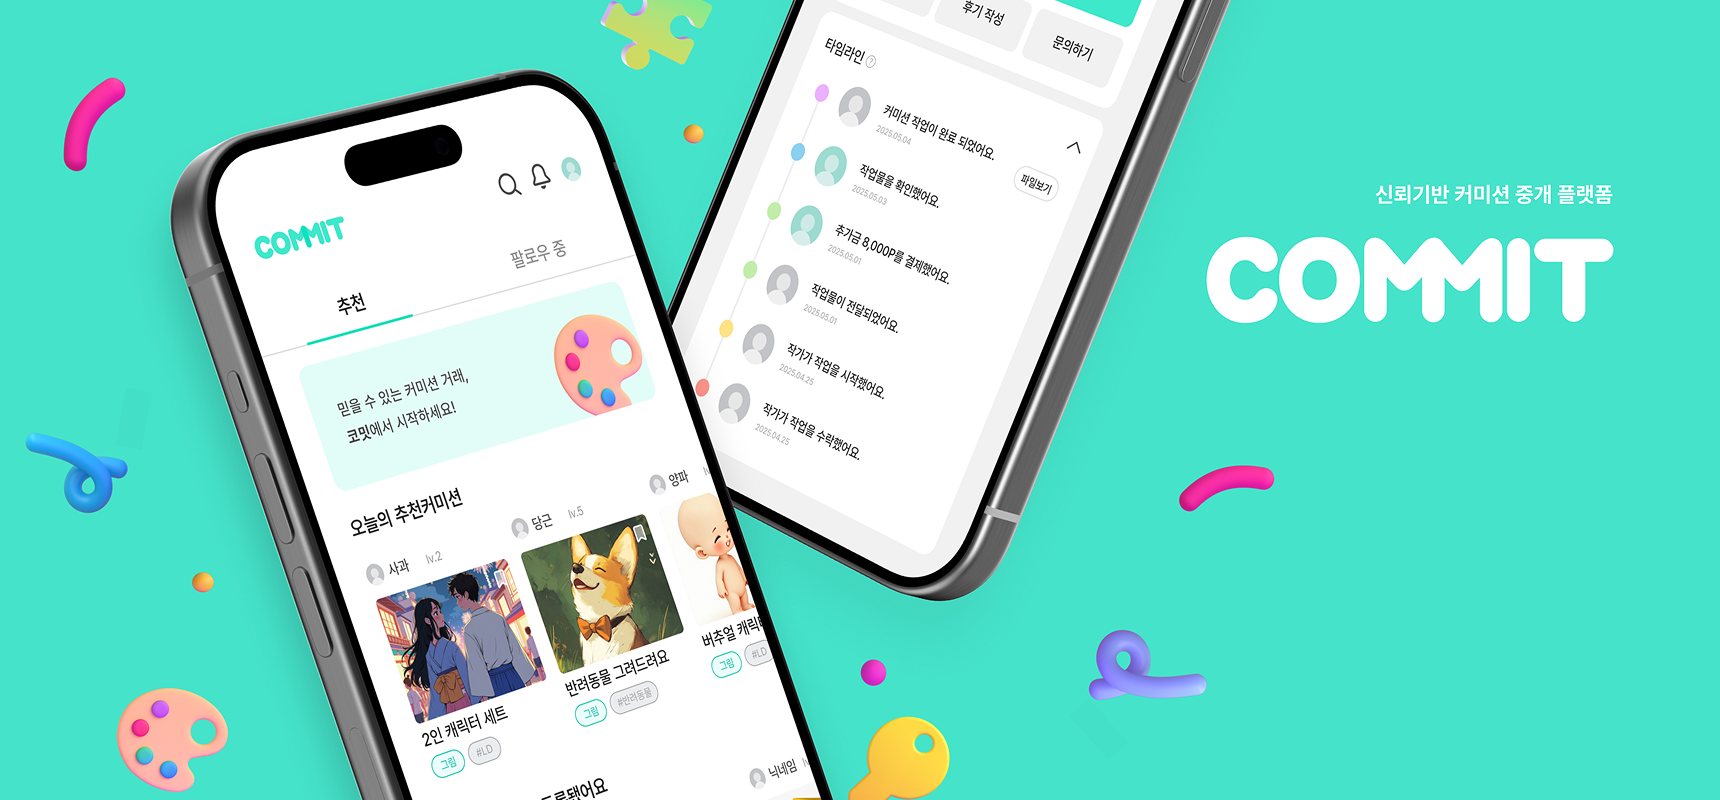 COMMIT
추천
팔로우 중
믿을 수 있는 커미션 거래,
코밋에서 시작하세요!
오늘의 추천커미션
사과 lv.2
당근 lv.5
양파
2인 캐릭터 세트
그림 #LD
반려동물 그려드려요
그림 #반려동물
버추얼 캐릭
그림 #LD
닉네임
후기 작성
문의하기
타임라인 ?
커미션 작업이 완료 되었어요.
2025.05.04
파일보기
작업물을 확인했어요.
2025.05.03
추가금 8,000P를 결제했어요.
2025.05.01
작업물이 전달되었어요.
2025.05.01
작가가 작업을 시작했어요.
2025.04.25
작가가 작업을 수락했어요.
2025.04.25
신뢰기반 커미션 중개 플랫폼
COMMIT